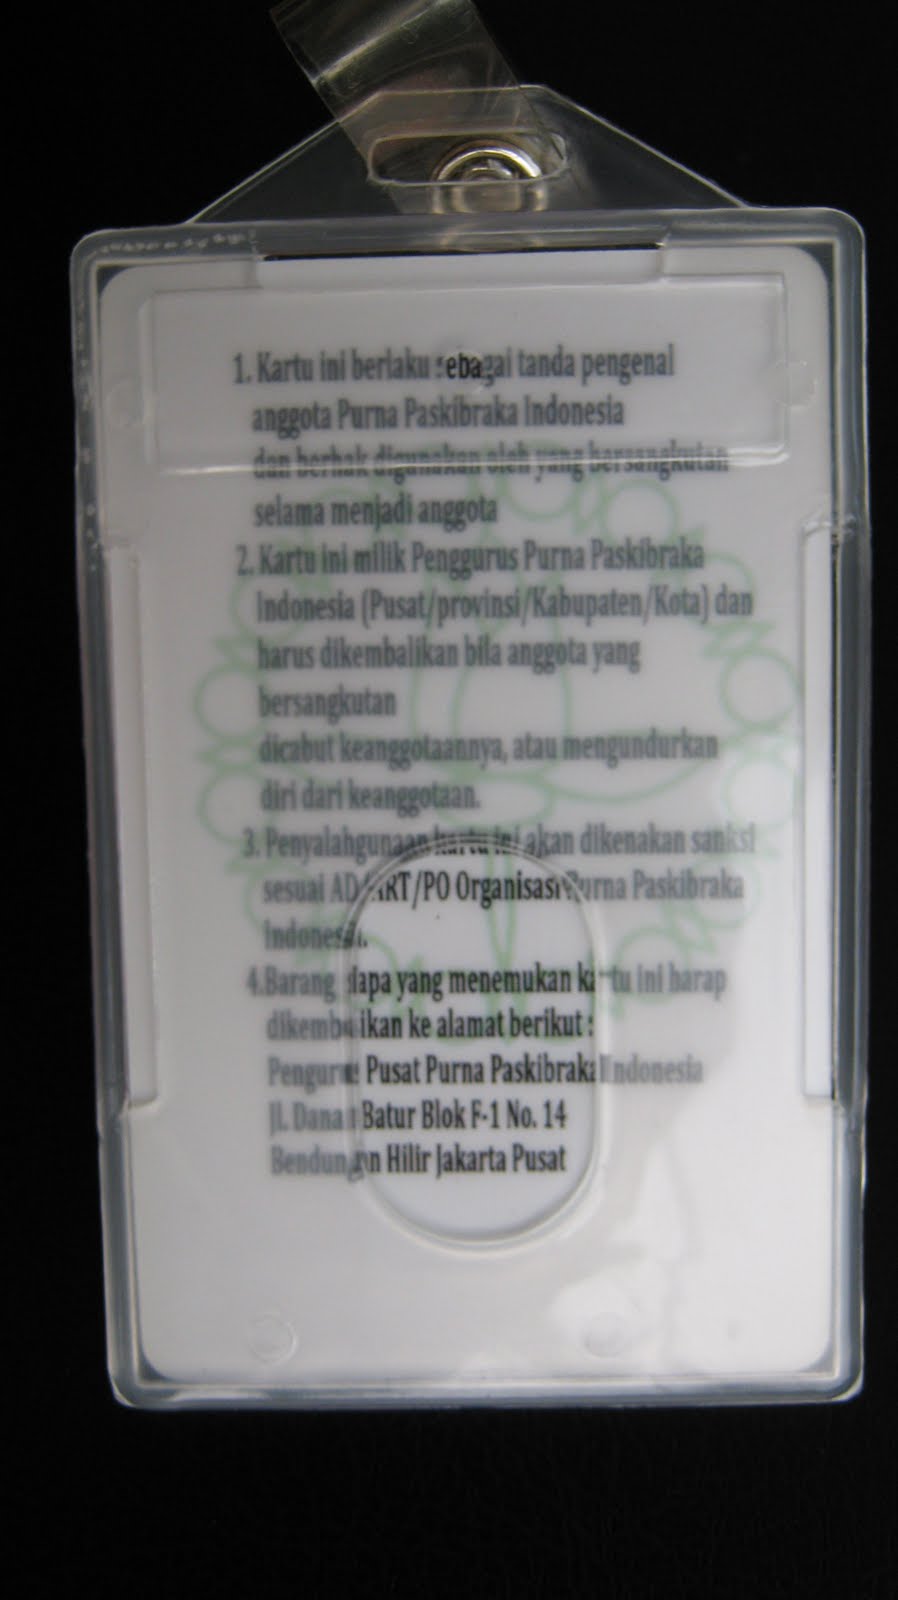 1. Kartu ini berlaku sebagai tanda pengenal
anggota Purna Paskibraka Indonesia
dan berhak digunakan oleh yang bersangkutan
selama menjadi anggota
2. Kartu ini milik Penggurus Purna Paskibraka
Indonesia (Pusat/provinsi/Kabupaten/Kota) dan
harus dikembalikan bila anggota yang
bersangkutan
dicabut keanggotaannya, atau mengundurkan
diri dari keanggotaan.
3. Penyalahgunaan kartu ini akan dikenakan sanksi
sesuai AD/ART/PO Organisasi Purna Paskibraka
Indonesia.
4.Barang siapa yang menemukan kartu ini harap
dikembalikan ke alamat berikut :
Pengurus Pusat Purna Paskibraka Indonesia
Jl. Danau Batur Blok F-1 No. 14
Bendungan Hilir Jakarta Pusat